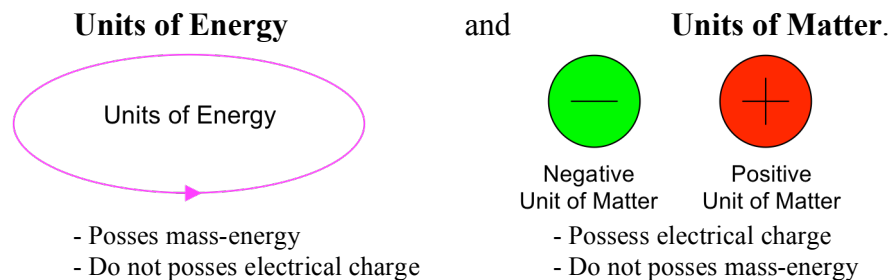 Units of Energy and Units of Matter.
Units of Energy
— +
Negative Positive
Unit of Matter Unit of Matter
- Posses mass-energy - Possess electrical charge
- Do not posses electrical charge - Do not posses mass-energy